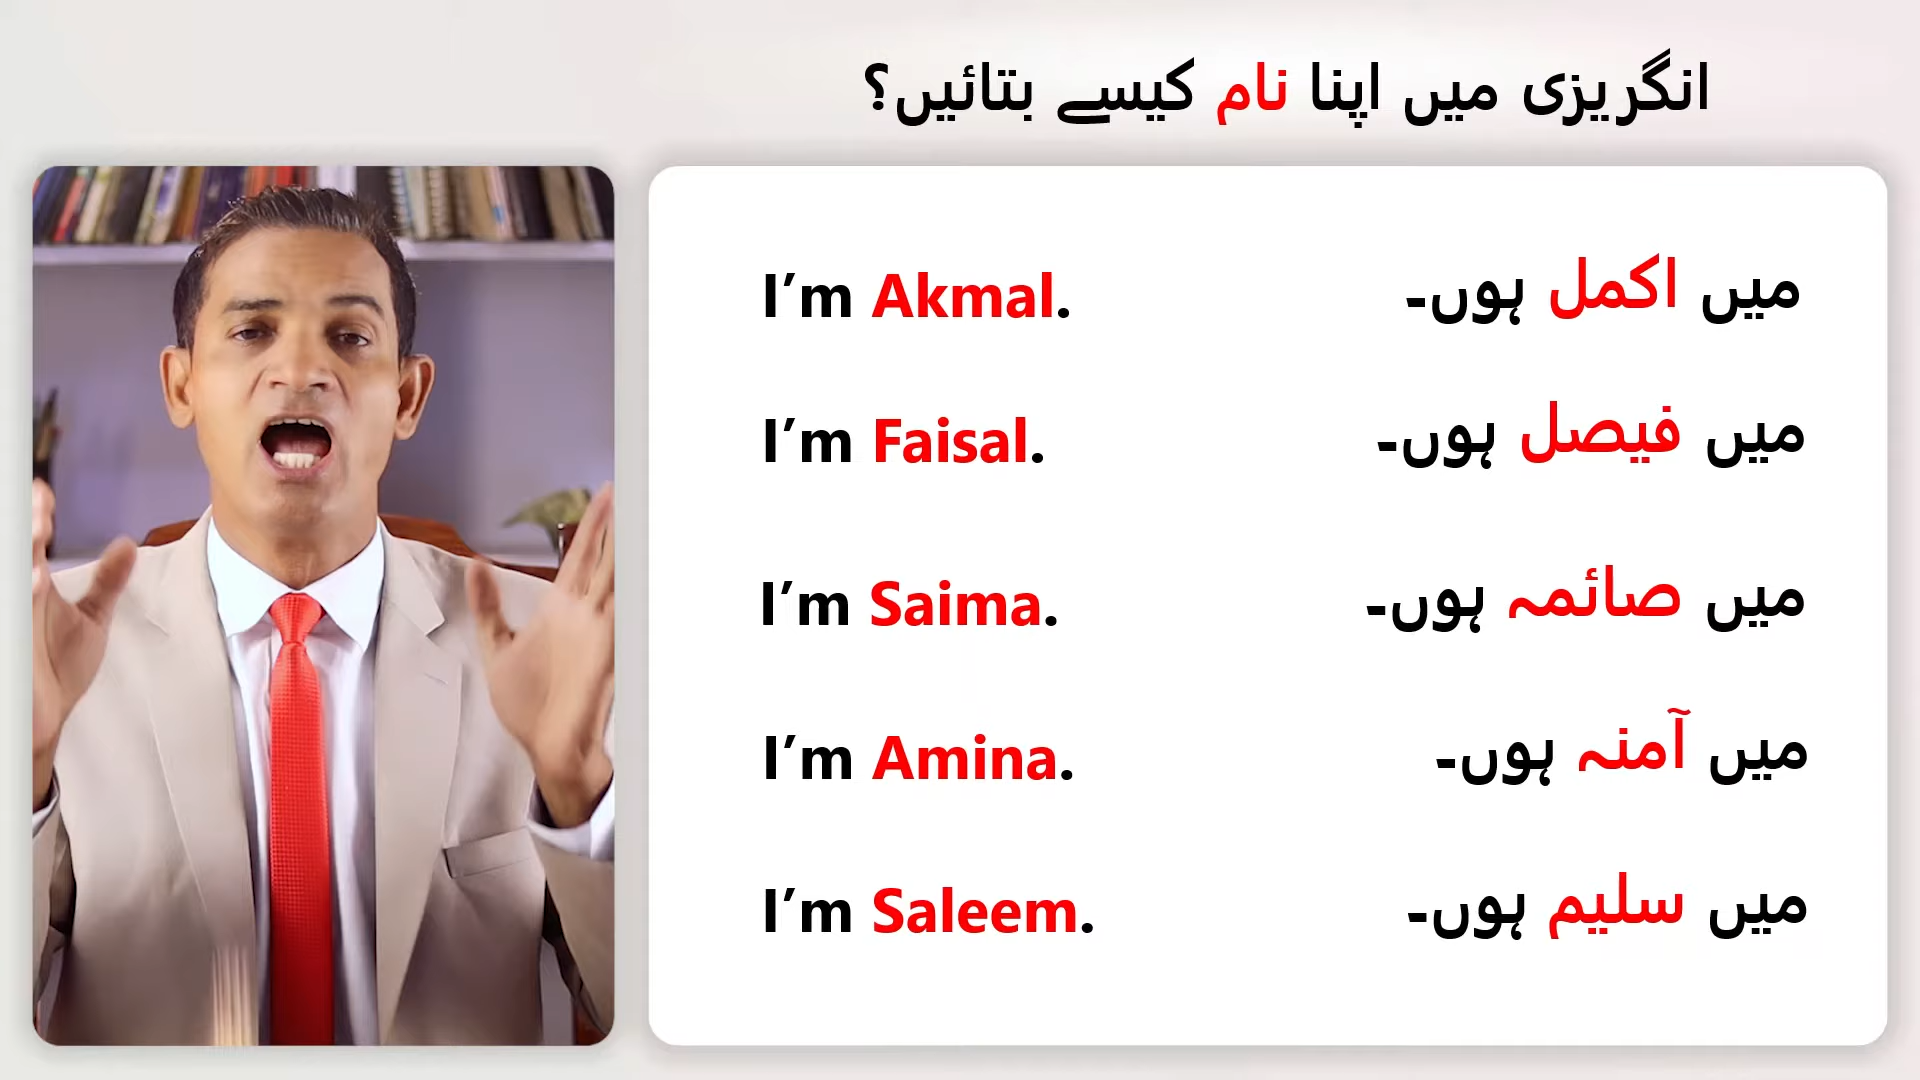 انگریزی میں اپنا نام کیسے بتائیں؟
I'm Akmal. میں اکمل ہوں۔
I'm Faisal. میں فیصل ہوں۔
I'm Saima. میں صائمہ ہوں۔
I'm Amina. میں آمنہ ہوں۔
I'm Saleem. میں سلیم ہوں۔